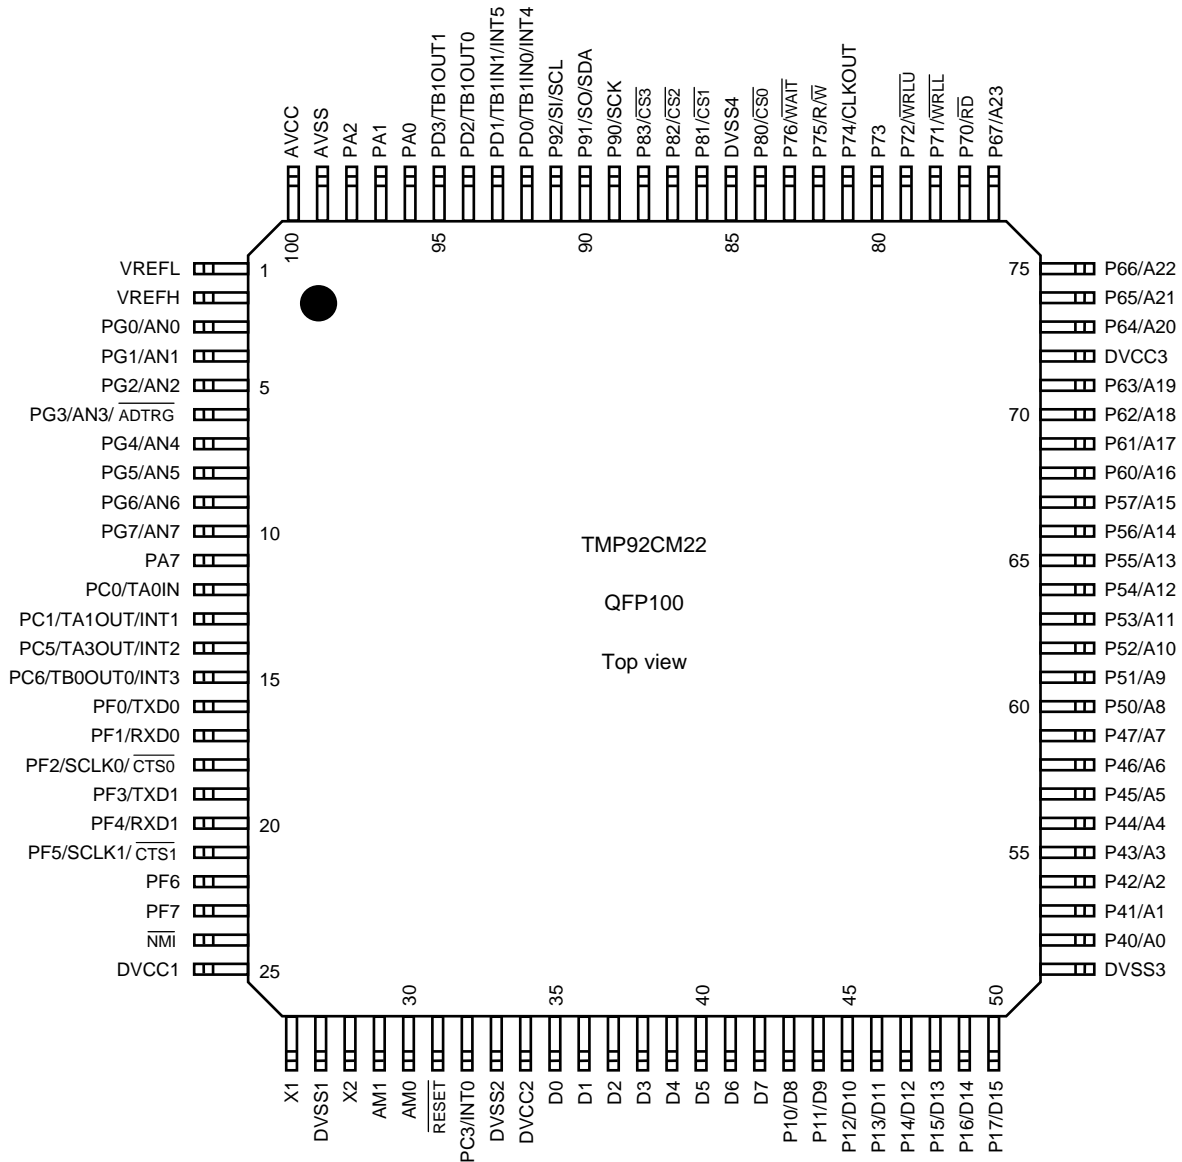 AVCC
AVSS
PA2
PA1
PA0
PD3/TB1OUT1
PD2/TB1OUT0
PD1/TB1IN1/INT5
PD0/TB1IN0/INT4
P92/SI/SCL
P91/SO/SDA
P90/SCK
P83/CS3
P82/CS2
P81/CS1
DVSS4
P80/CS0
P76/WAIT
P75/R/W
P74/CLKOUT
P73
P72/WRLU
P71/WRLL
P70/RD
P67/A23
100
95
90
85
80
VREFL
VREFH
PG0/AN0
PG1/AN1
PG2/AN2
PG3/AN3/ ADTRG
PG4/AN4
PG5/AN5
PG6/AN6
PG7/AN7
PA7
PC0/TA0IN
PC1/TA1OUT/INT1
PC5/TA3OUT/INT2
PC6/TB0OUT0/INT3
PF0/TXD0
PF1/RXD0
PF2/SCLK0/ CTS0
PF3/TXD1
PF4/RXD1
PF5/SCLK1/ CTS1
PF6
PF7
NMI
DVCC1
1
5
10
15
20
25
TMP92CM22
QFP100
Top view
75
70
65
60
55
P66/A22
P65/A21
P64/A20
DVCC3
P63/A19
P62/A18
P61/A17
P60/A16
P57/A15
P56/A14
P55/A13
P54/A12
P53/A11
P52/A10
P51/A9
P50/A8
P47/A7
P46/A6
P45/A5
P44/A4
P43/A3
P42/A2
P41/A1
P40/A0
DVSS3
30
35
40
45
50
X1
DVSS1
X2
AM1
AM0
RESET
PC3/INT0
DVSS2
DVCC2
D0
D1
D2
D3
D4
D5
D6
D7
P10/D8
P11/D9
P12/D10
P13/D11
P14/D12
P15/D13
P16/D14
P17/D15